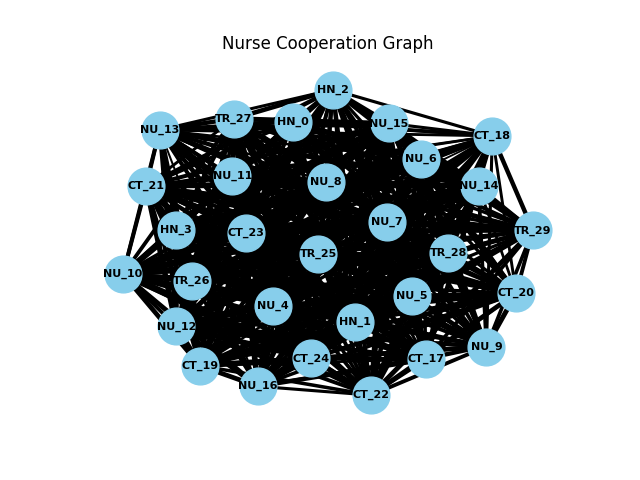 Nurse Cooperation Graph
HN_2
TR_27
HN_0
NU_15
NU_13
CT_18
NU_6
NU_11
NU_8
NU_14
CT_21
NU_7
HN_3
CT_23
TR_29
TR_25
TR_28
NU_10
TR_26
CT_20
NU_5
NU_4
HN_1
NU_12
NU_9
CT_24
CT_17
CT_19
NU_16
CT_22